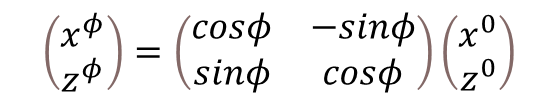 (x^ϕ) = (cosϕ −sinϕ) (x^0)
(z^ϕ) (sinϕ cosϕ) (z^0)